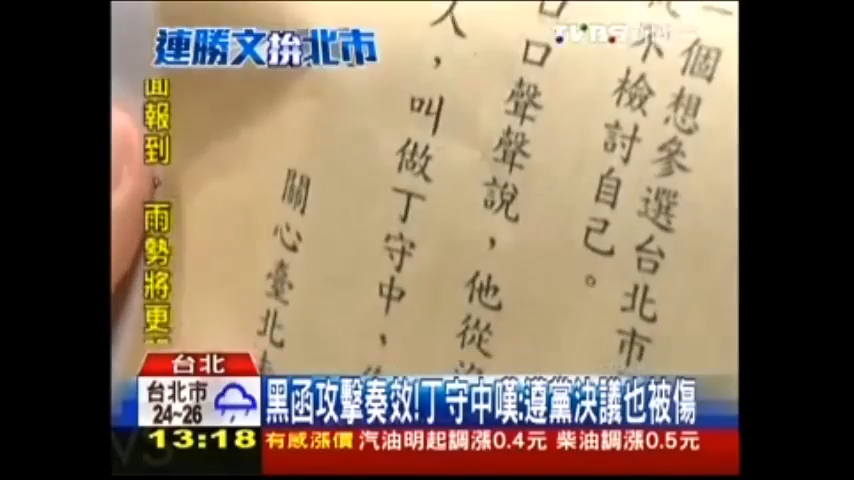 連勝文拚北市
TVBS
面報到
雨勢將更
一個想參選台北市
不檢討自己。
口口聲聲說，他從
人，叫做丁守中、
關心臺北
台北
台北市
24~26
黑函攻擊奏效!丁守中嘆:遵黨決議也被傷
13:18
有感漲價 汽油明起調漲0.4元 柴油調漲0.5元